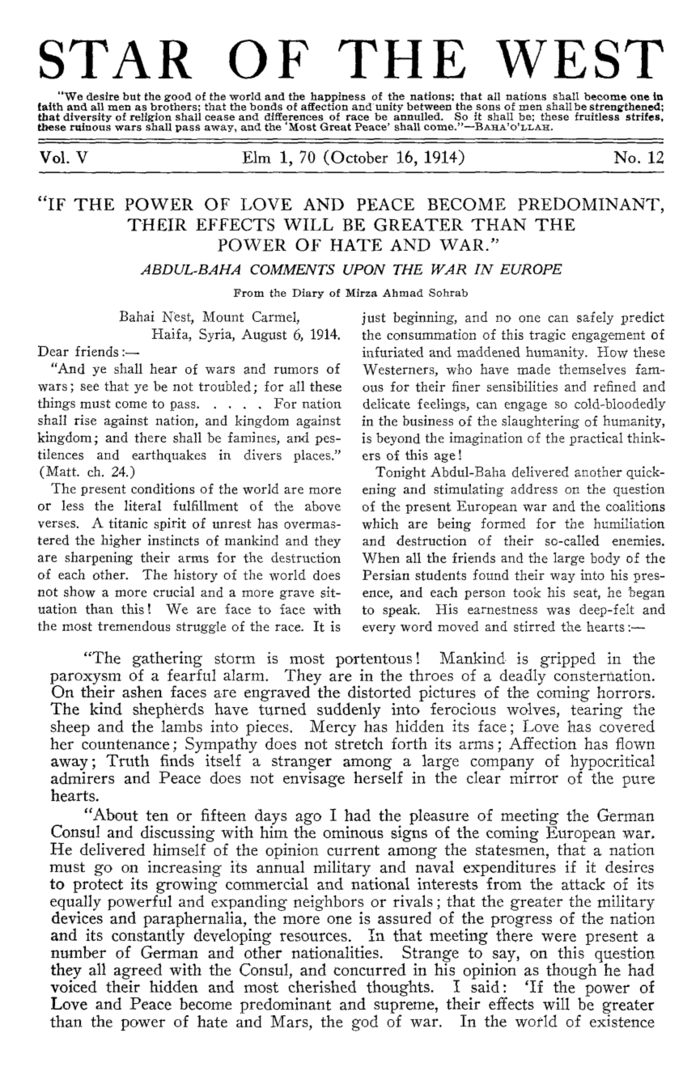 STAR OF THE WEST
"We desire but the good of the world and the happiness of the nations; that all nations shall become one in
faith and all men as brothers; that the bonds of affection and unity between the sons of men shall be strengthened;
that diversity of religion shall cease and differences of race be annulled. So it shall be; these fruitless strifes,
these ruinous wars shall pass away, and the 'Most Great Peace' shall come."—BAHA'O'LLAH.
Vol. V Elm 1, 70 (October 16, 1914) No. 12
"IF THE POWER OF LOVE AND PEACE BECOME PREDOMINANT,
THEIR EFFECTS WILL BE GREATER THAN THE
POWER OF HATE AND WAR."
ABDUL-BAHA COMMENTS UPON THE WAR IN EUROPE
From the Diary of Mirza Ahmad Sohrab
Bahai Nest, Mount Carmel,
Haifa, Syria, August 6, 1914.
Dear friends:—
"And ye shall hear of wars and rumors of
wars; see that ye be not troubled; for all these
things must come to pass. . . . . For nation
shall rise against nation, and kingdom against
kingdom; and there shall be famines, and pes-
tilences and earthquakes in divers places."
(Matt. ch. 24.)
The present conditions of the world are more
or less the literal fulfillment of the above
verses. A titanic spirit of unrest has overmas-
tered the higher instincts of mankind and they
are sharpening their arms for the destruction
of each other. The history of the world does
not show a more crucial and a more grave sit-
uation than this! We are face to face with
the most tremendous struggle of the race. It is
just beginning, and no one can safely predict
the consummation of this tragic engagement of
infuriated and maddened humanity. How these
Westerners, who have made themselves fam-
ous for their finer sensibilities and refined and
delicate feelings, can engage so cold-bloodedly
in the business of the slaughtering of humanity,
is beyond the imagination of the practical think-
ers of this age!
Tonight Abdul-Baha delivered another quick-
ening and stimulating address on the question
of the present European war and the coalitions
which are being formed for the humiliation
and destruction of their so-called enemies.
When all the friends and the large body of the
Persian students found their way into his pres-
ence, and each person took his seat, he began
to speak. His earnestness was deep-felt and
every word moved and stirred the hearts:—
"The gathering storm is most portentous! Mankind is gripped in the
paroxysm of a fearful alarm. They are in the throes of a deadly consternation.
On their ashen faces are engraved the distorted pictures of the coming horrors.
The kind shepherds have turned suddenly into ferocious wolves, tearing the
sheep and the lambs into pieces. Mercy has hidden its face; Love has covered
her countenance; Sympathy does not stretch forth its arms; Affection has flown
away; Truth finds itself a stranger among a large company of hypocritical
admirers and Peace does not envisage herself in the clear mirror of the pure
hearts.
"About ten or fifteen days ago I had the pleasure of meeting the German
Consul and discussing with him the ominous signs of the coming European war.
He delivered himself of the opinion current among the statesmen, that a nation
must go on increasing its annual military and naval expenditures if it desires
to protect its growing commercial and national interests from the attack of its
equally powerful and expanding neighbors or rivals; that the greater the military
devices and paraphernalia, the more one is assured of the progress of the nation
and its constantly developing resources. In that meeting there were present a
number of German and other nationalities. Strange to say, on this question
they all agreed with the Consul, and concurred in his opinion as though he had
voiced their hidden and most cherished thoughts. I said: 'If the power of
Love and Peace become predominant and supreme, their effects will be greater
than the power of hate and Mars, the god of war. In the world of existence